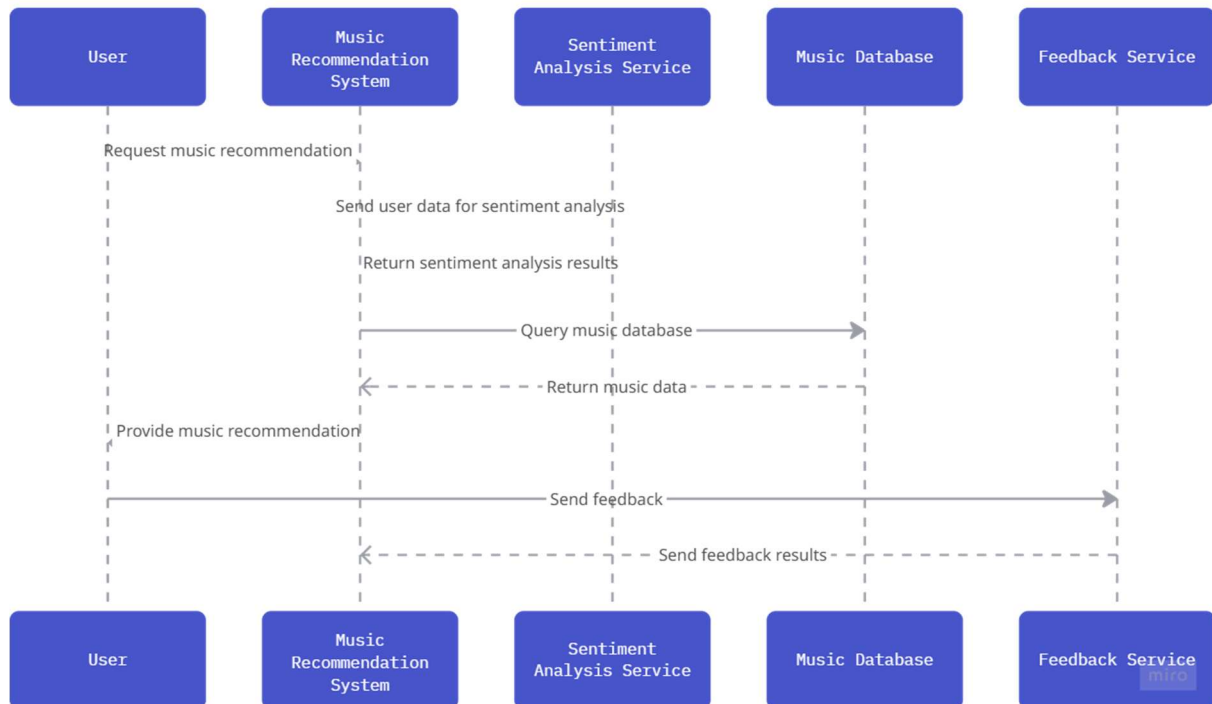 User
Music
Recommendation
System
Sentiment
Analysis Service
Music Database
Feedback Service
Request music recommendation
Send user data for sentiment analysis
Return sentiment analysis results
Query music database
Return music data
Provide music recommendation
Send feedback
Send feedback results
User
Music
Recommendation
System
Sentiment
Analysis Service
Music Database
Feedback Service
miro